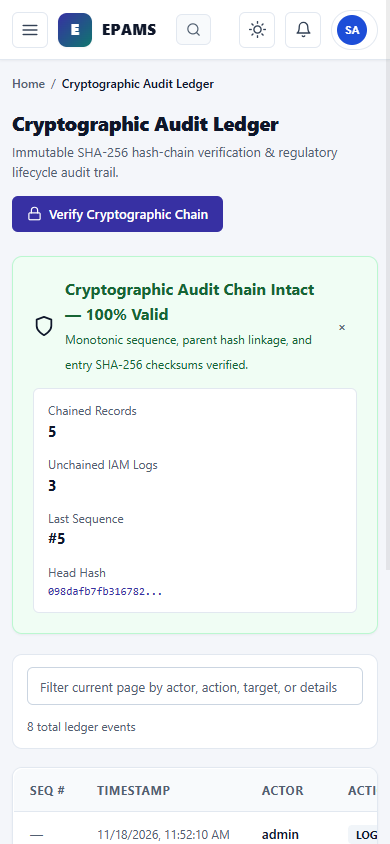 E EPAMS SA
Home / Cryptographic Audit Ledger
Cryptographic Audit Ledger
Immutable SHA-256 hash-chain verification & regulatory
lifecycle audit trail.
Verify Cryptographic Chain
Cryptographic Audit Chain Intact
— 100% Valid
Monotonic sequence, parent hash linkage, and
entry SHA-256 checksums verified.
×
Chained Records
5
Unchained IAM Logs
3
Last Sequence
#5
Head Hash
098dafb7fb316782...
Filter current page by actor, action, target, or details
8 total ledger events
SEQ # TIMESTAMP ACTOR ACTI
— 11/18/2026, 11:52:10 AM admin LOG